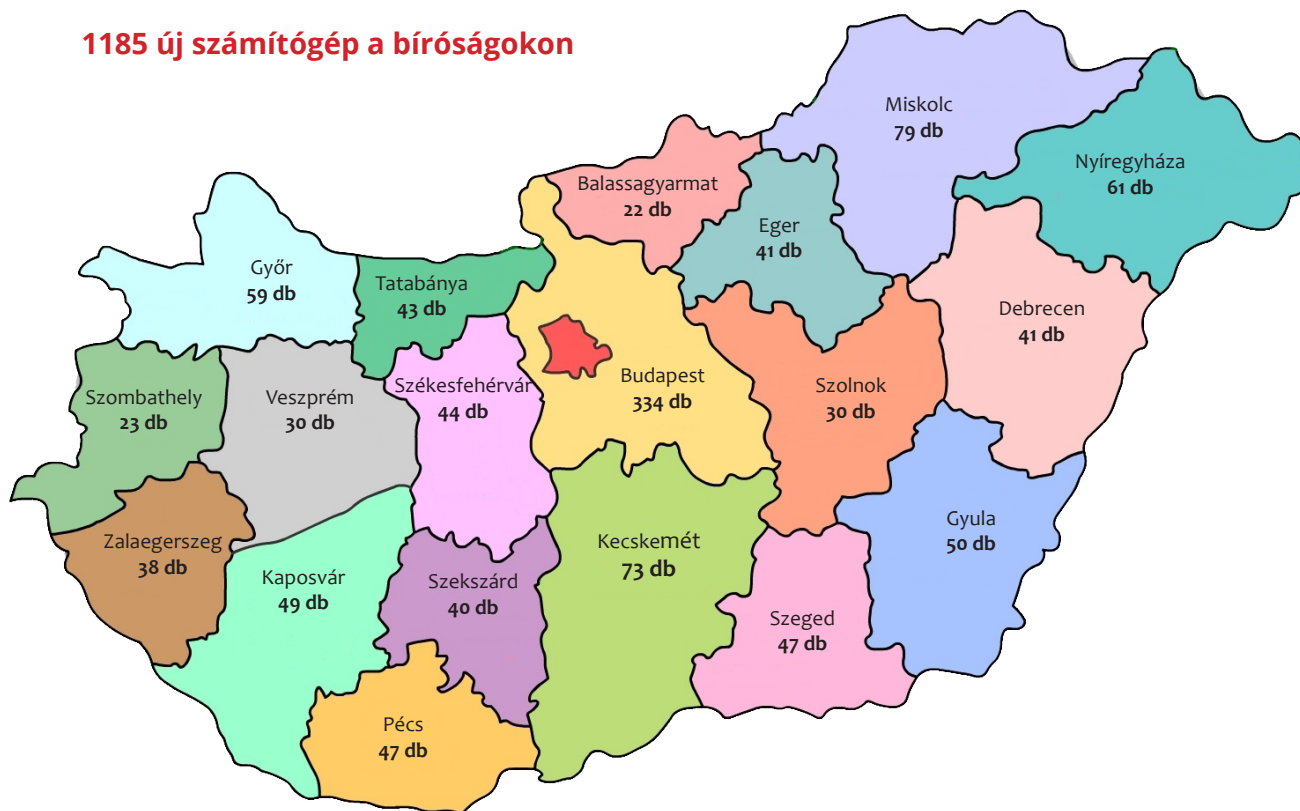 1185 új számítógép a bíróságokon
Miskolc
79 db
Nyíregyháza
61 db
Balassagyarmat
22 db
Eger
41 db
Győr
59 db
Tatabánya
43 db
Debrecen
41 db
Budapest
334 db
Szolnok
30 db
Székesfehérvár
44 db
Veszprém
30 db
Szombathely
23 db
Gyula
50 db
Kecskemét
73 db
Zalaegerszeg
38 db
Kaposvár
49 db
Szekszárd
40 db
Szeged
47 db
Pécs
47 db